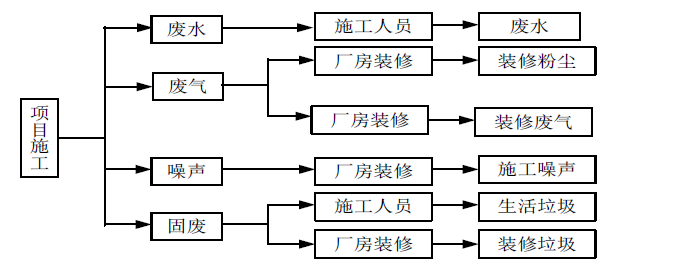 项目施工
废水
施工人员
废水
废气
厂房装修
装修粉尘
厂房装修
装修废气
噪声
厂房装修
施工噪声
固废
施工人员
生活垃圾
厂房装修
装修垃圾